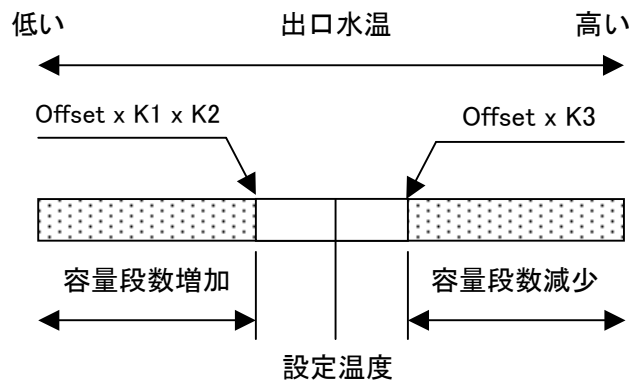 低い 出口水温 高い
Offset x K1 x K2 Offset x K3
容量段数増加 容量段数減少
設定温度